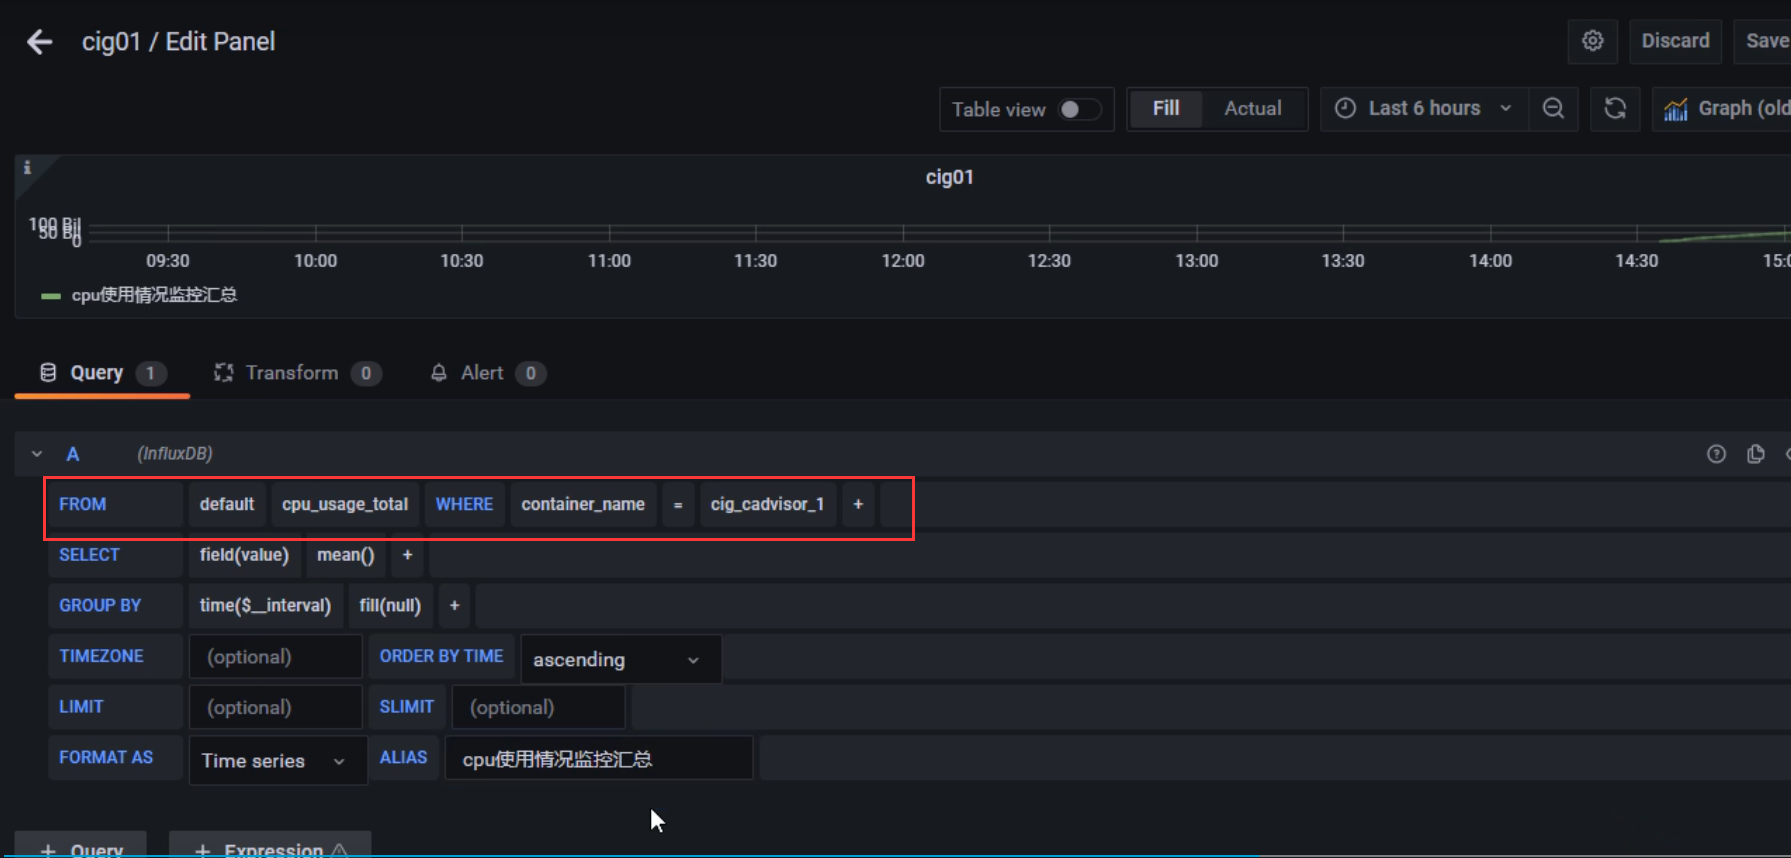 cig01 / Edit Panel
Discard
Save
Table view
Fill
Actual
Last 6 hours
Graph (old
i
cig01
100 Bil
50 Bil
0
09:30 10:00 10:30 11:00 11:30 12:00 12:30 13:00 13:30 14:00 14:30 15:0
cpu使用情况监控汇总
Query 1
Transform 0
Alert 0
A (InfluxDB)
FROM default cpu_usage_total WHERE container_name = cig_cadvisor_1 +
SELECT field(value) mean() +
GROUP BY time($__interval) fill(null) +
TIMEZONE (optional) ORDER BY TIME ascending
LIMIT (optional) SLIMIT (optional)
FORMAT AS Time series ALIAS cpu使用情况监控汇总
+ Query + Expression